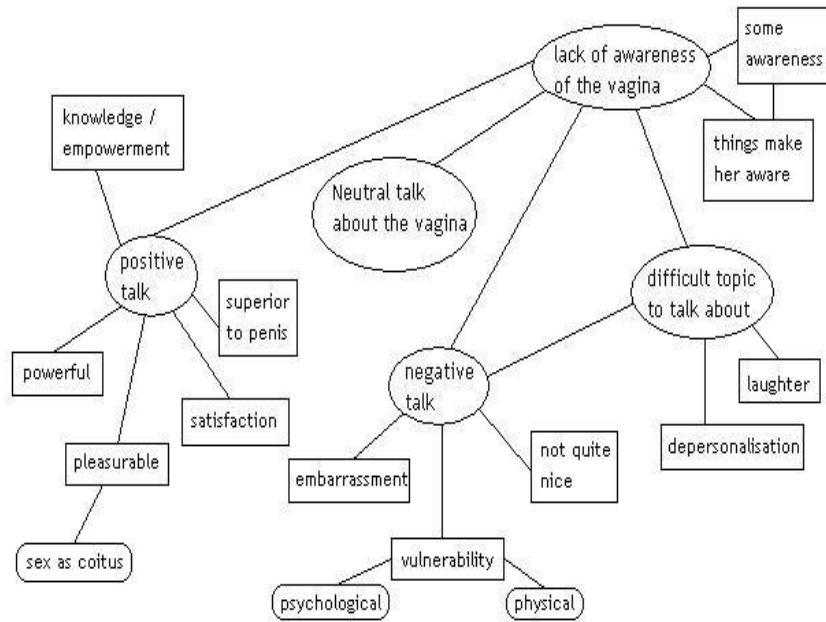 some
awareness
lack of awareness
of the vagina
knowledge /
empowerment
things make
her aware
Neutral talk
about the vagina
positive
talk
superior
to penis
difficult topic
to talk about
powerful
negative
talk
laughter
satisfaction
pleasurable
embarrassment
not quite
nice
depersonalisation
sex as coitus
vulnerability
psychological
physical